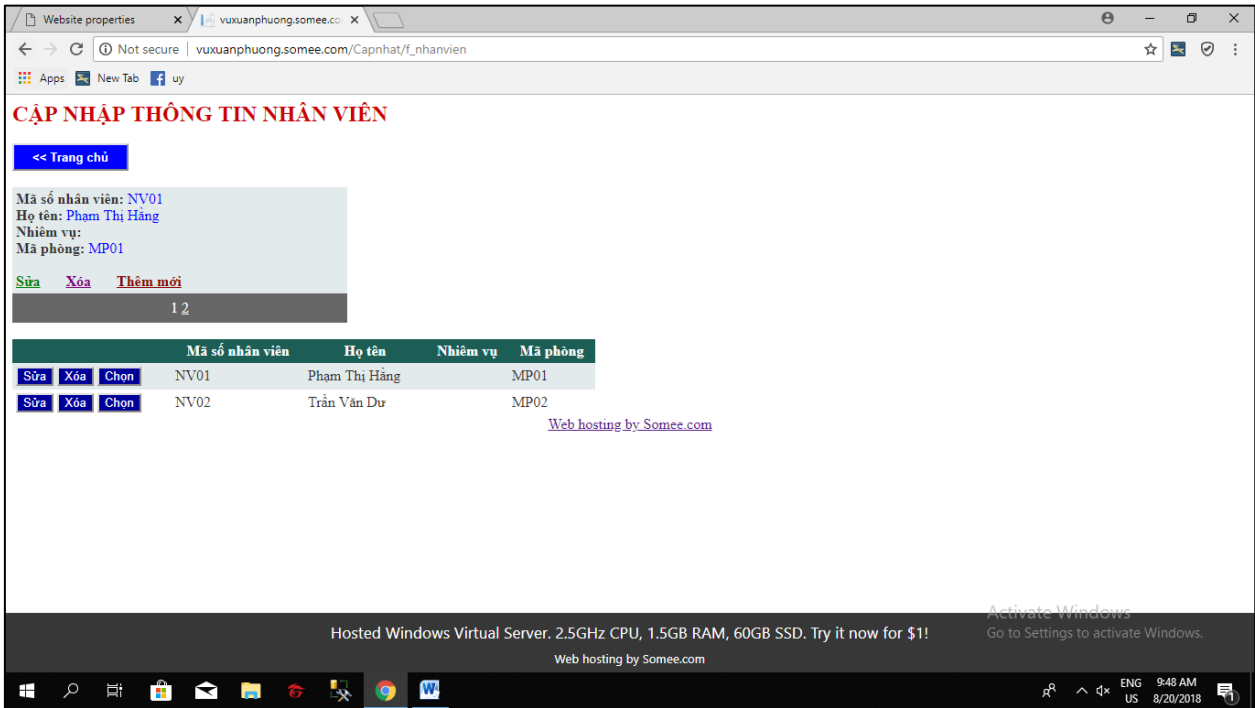 Website properties
vuxuanphuong.somee.co
Not secure | vuxuanphuong.somee.com/Capnhat/f_nhanvien
Apps New Tab uy
CẬP NHẬP THÔNG TIN NHÂN VIÊN
<< Trang chủ
Mã số nhân viên: NV01
Họ tên: Phạm Thị Hằng
Nhiêm vụ:
Mã phòng: MP01
Sửa Xóa Thêm mới
1 2
Mã số nhân viên Họ tên Nhiêm vụ Mã phòng
Sửa Xóa Chọn NV01 Phạm Thị Hằng MP01
Sửa Xóa Chọn NV02 Trần Văn Dư MP02
Web hosting by Somee.com
Activate Windows
Hosted Windows Virtual Server. 2.5GHz CPU, 1.5GB RAM, 60GB SSD. Try it now for $1!
Go to Settings to activate Windows.
Web hosting by Somee.com
ENG 9:48 AM
US 8/20/2018